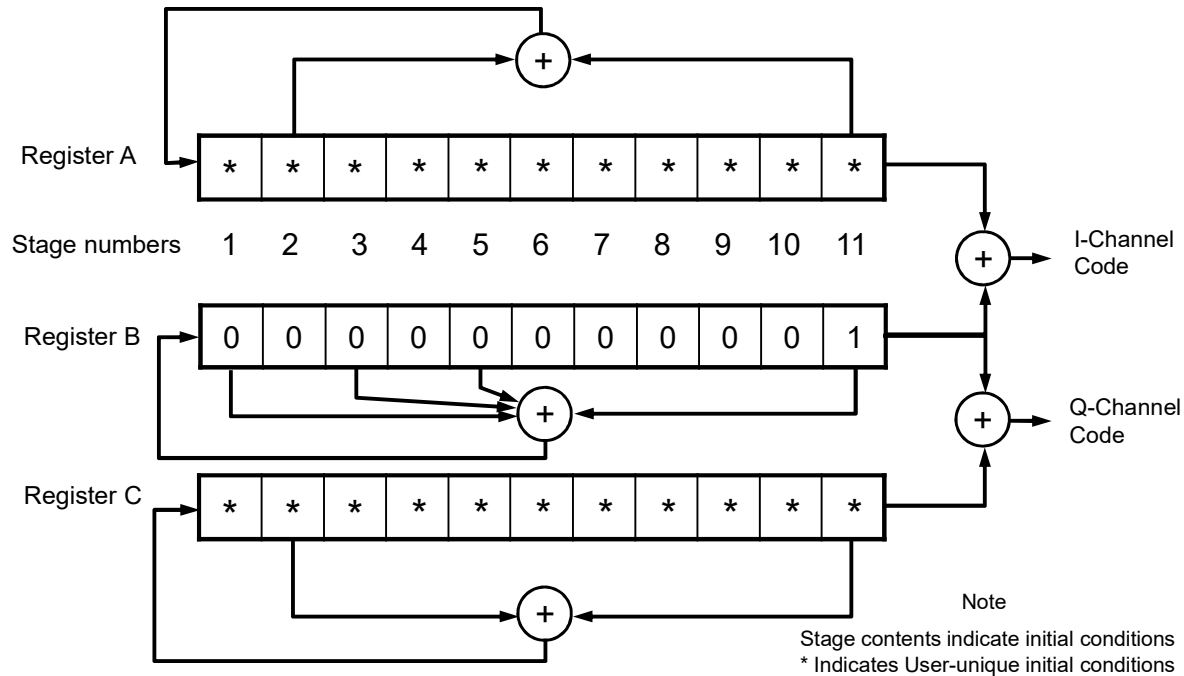 +
Register A * * * * * * * * * * *
Stage numbers 1 2 3 4 5 6 7 8 9 10 11
+ I-Channel
Code
Register B 0 0 0 0 0 0 0 0 0 0 1
+
+ Q-Channel
Code
Register C * * * * * * * * * * *
+
Note
Stage contents indicate initial conditions
* Indicates User-unique initial conditions